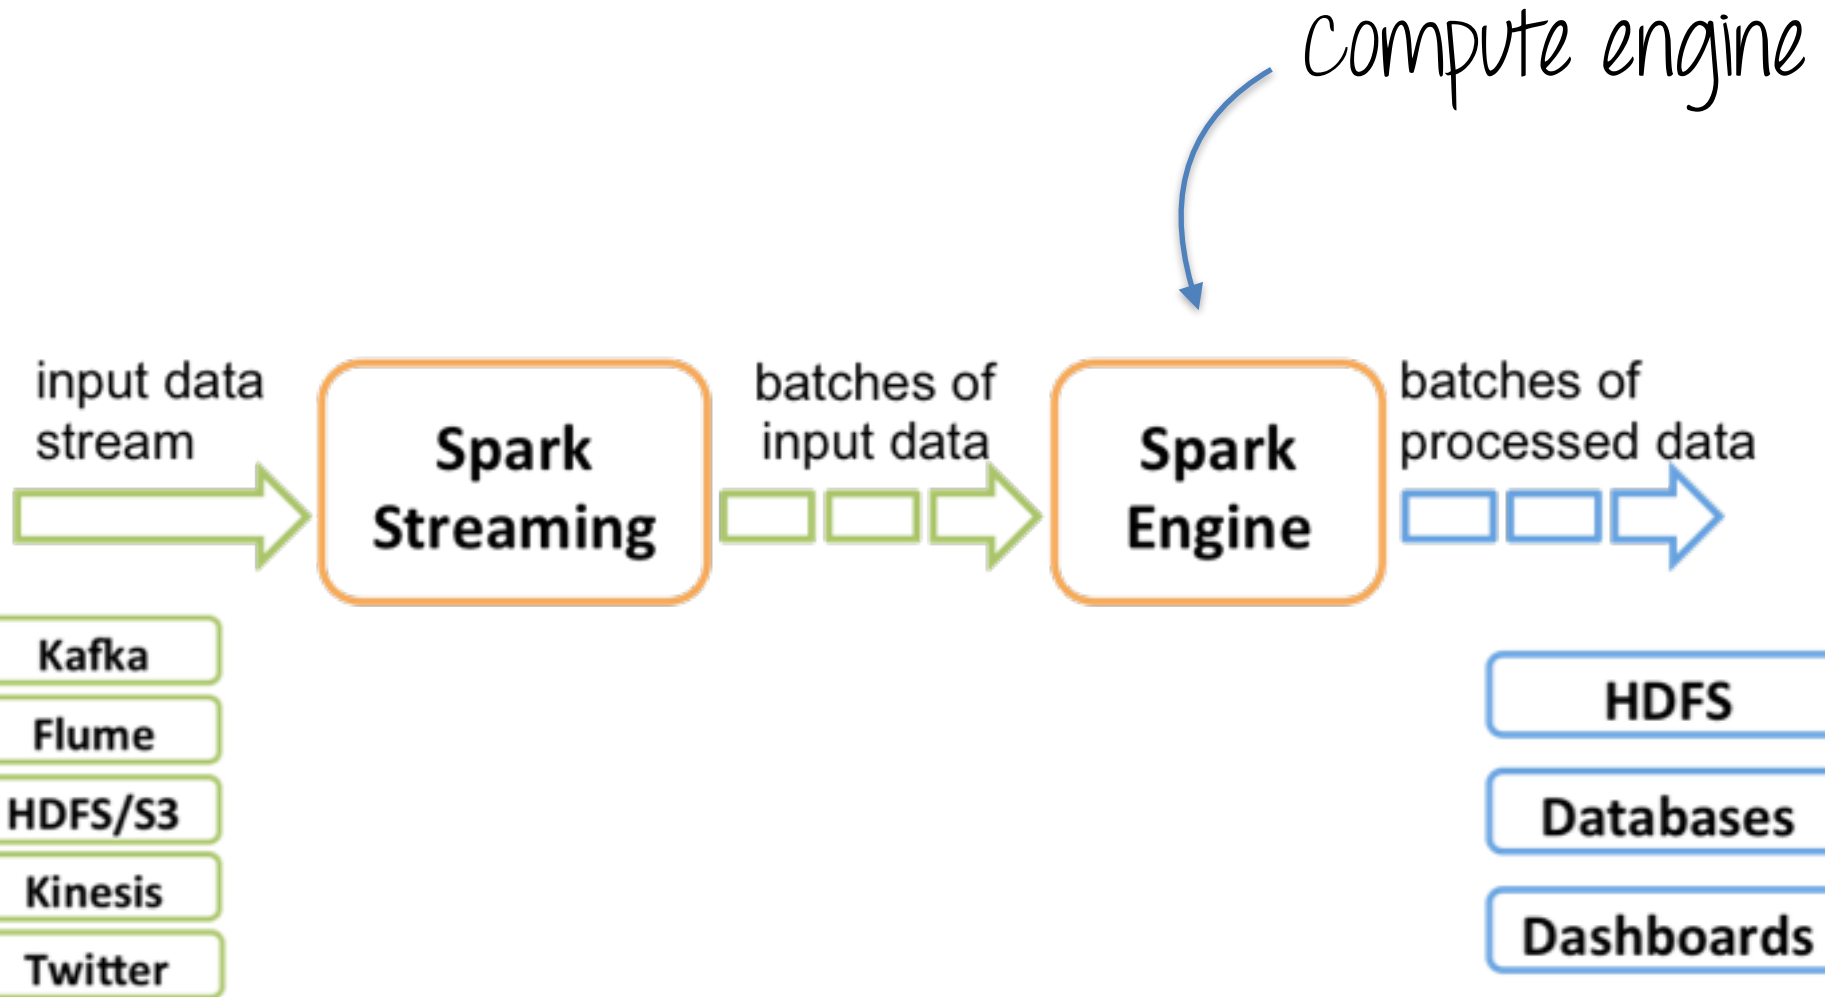 Compute engine
input data
stream
Spark
Streaming
batches of
input data
Spark
Engine
batches of
processed data
Kafka
Flume
HDFS/S3
Kinesis
Twitter
HDFS
Databases
Dashboards